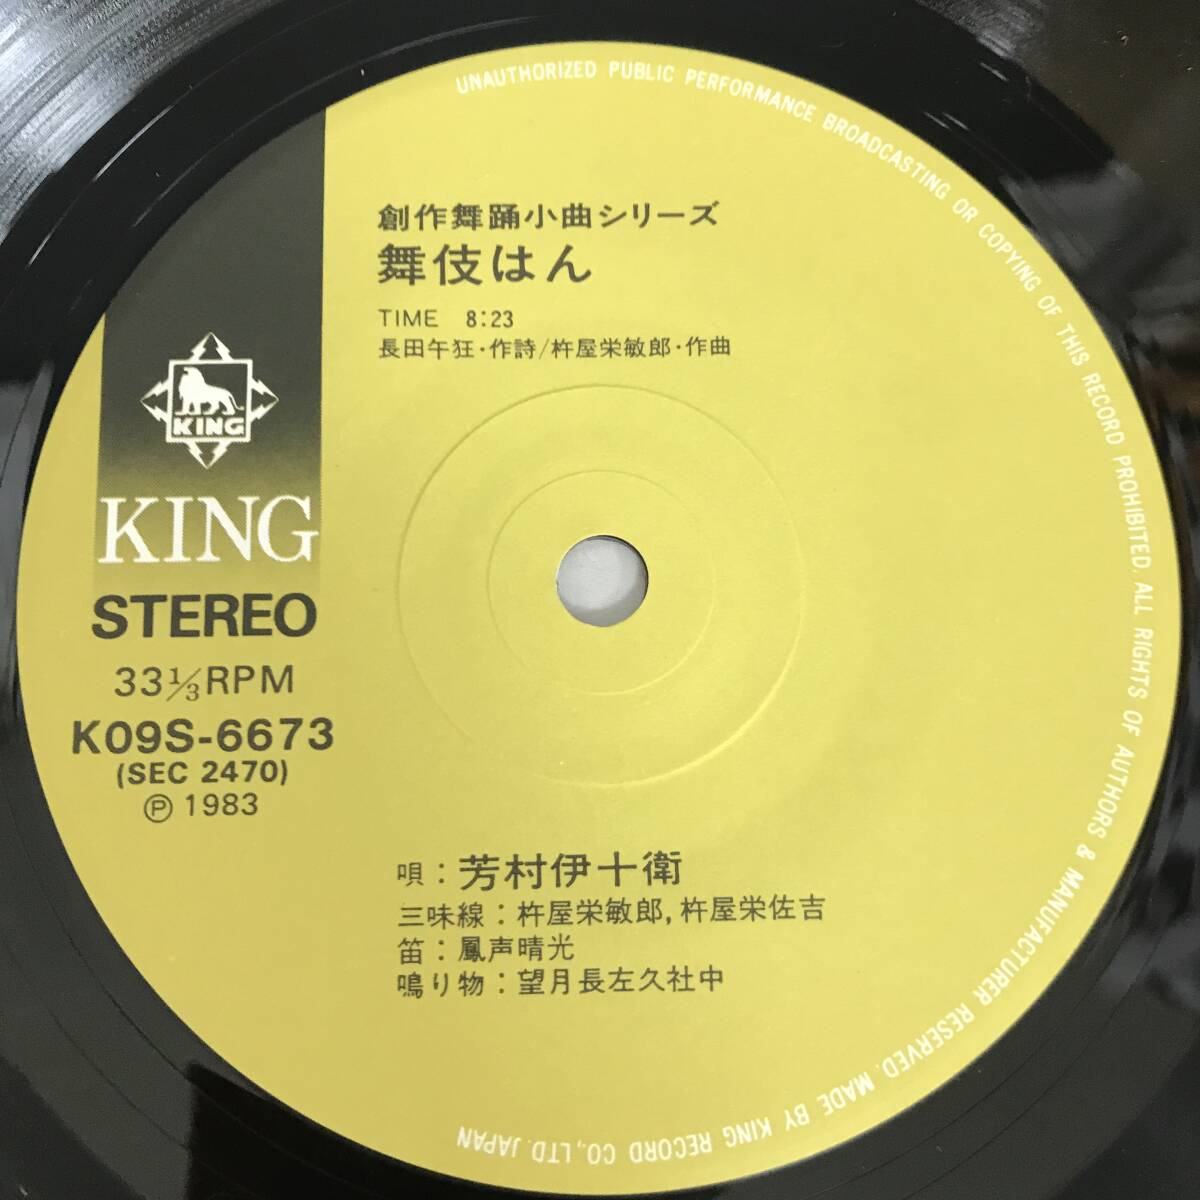 UNAUTHORIZED PUBLIC PERFORMANCE BROADCASTING OR COPYING OF THIS RECORD PROHIBITED. ALL RIGHTS OF AUTHORS & MANUFACTURER RESERVED. MADE BY KING RECORD CO., LTD. JAPAN
創作舞踊小曲シリーズ
舞伎はん
TIME 8:23
長田午狂・作詩/杵屋栄敏郎・作曲
KING
KING
STEREO
33⅓RPM
K09S-6673
(SEC 2470)
Ⓟ 1983
唄:芳村伊十衛
三味線:杵屋栄敏郎,杵屋栄佐吉
笛:鳳声晴光
鳴り物:望月長左久社中